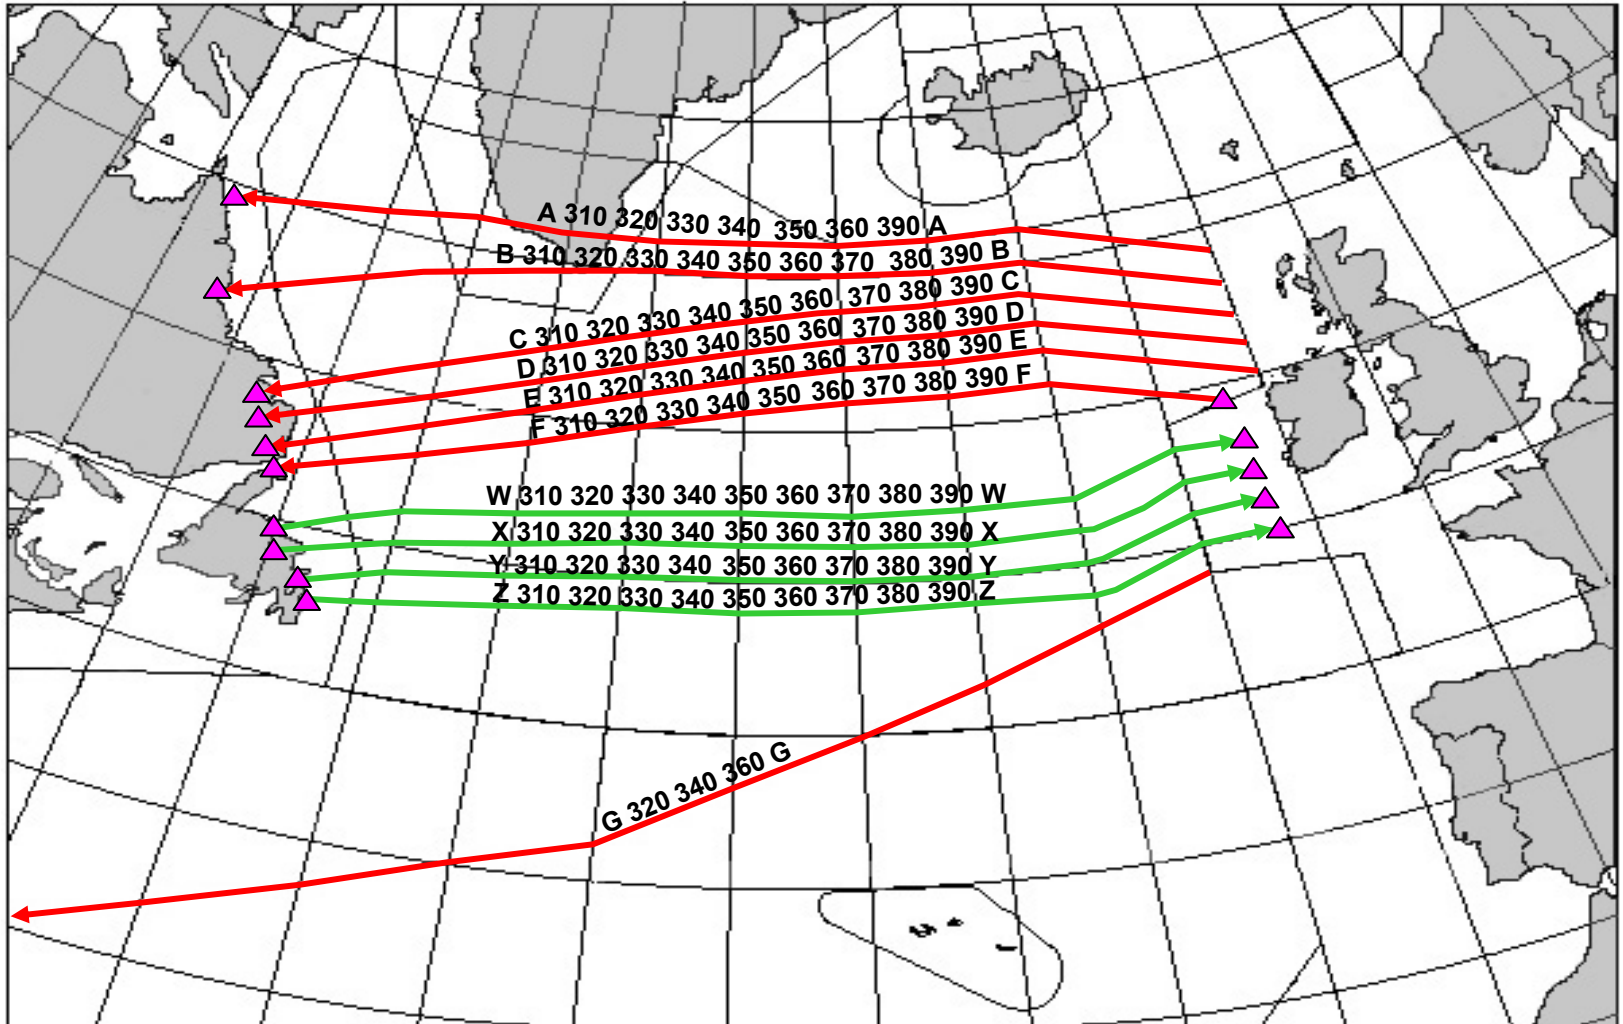 A 310 320 330 340 350 360 390 A
B 310 320 330 340 350 360 370 380 390 B
C 310 320 330 340 350 360 370 380 390 C
D 310 320 330 340 350 360 370 380 390 D
E 310 320 330 340 350 360 370 380 390 E
F 310 320 330 340 350 360 370 380 390 F
W 310 320 330 340 350 360 370 380 390 W
X 310 320 330 340 350 360 370 380 390 X
Y 310 320 330 340 350 360 370 380 390 Y
Z 310 320 330 340 350 360 370 380 390 Z
G 320 340 360 G